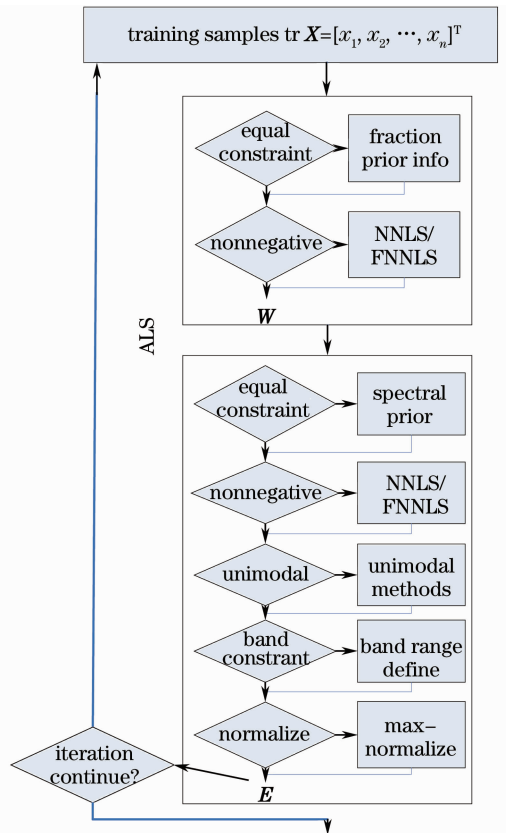 training samples tr X=[x₁, x₂, ⋯, xₙ]ᵀ
equal
constraint
fraction
prior info
nonnegative
NNLS/
FNNLS
W
ALS
equal
constraint
spectral
prior
nonnegative
NNLS/
FNNLS
unimodal
unimodal
methods
band
constrant
band range
define
normalize
max-
normalize
iteration
continue?
E